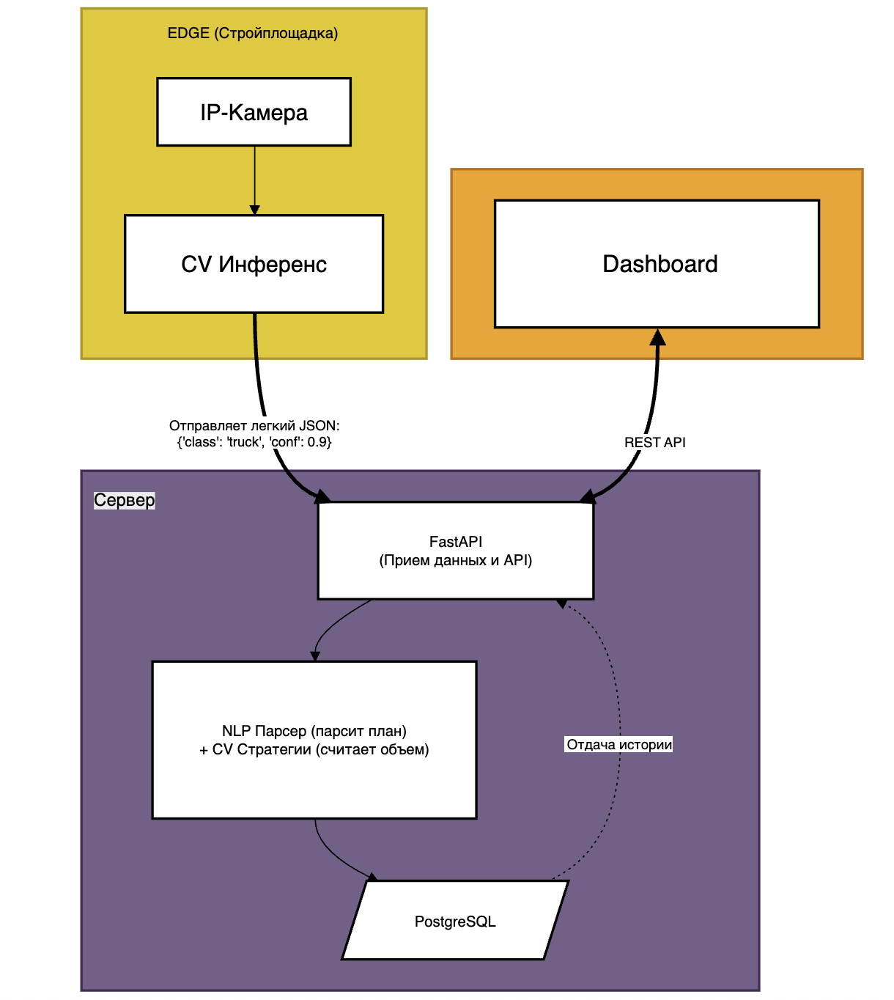 EDGE (Стройплощадка)
IP-Камера
CV Инференс
Dashboard
Отправляет легкий JSON:
{'class': 'truck', 'conf': 0.9}
REST API
Сервер
FastAPI
(Прием данных и API)
NLP Парсер (парсит план)
+ CV Стратегии (считает объем)
Отдача истории
PostgreSQL